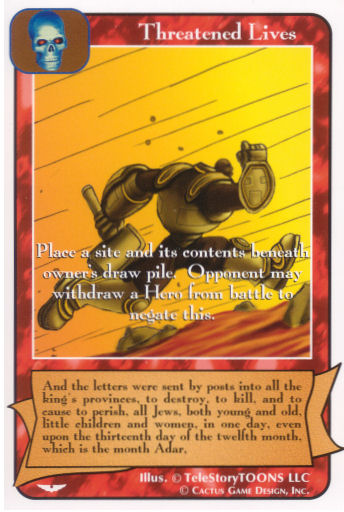 Threatened Lives
Place a site and its contents beneath
owner's draw pile. Opponent may
withdraw a Hero from battle to
negate this.
And the letters were sent by posts into all the
king's provinces, to destroy, to kill, and to
cause to perish, all Jews, both young and old,
little children and women, in one day, even
upon the thirteenth day of the twelfth month,
which is the month Adar,
Illus. © TeleStoryTOONS LLC
© Cactus Game Design, Inc.